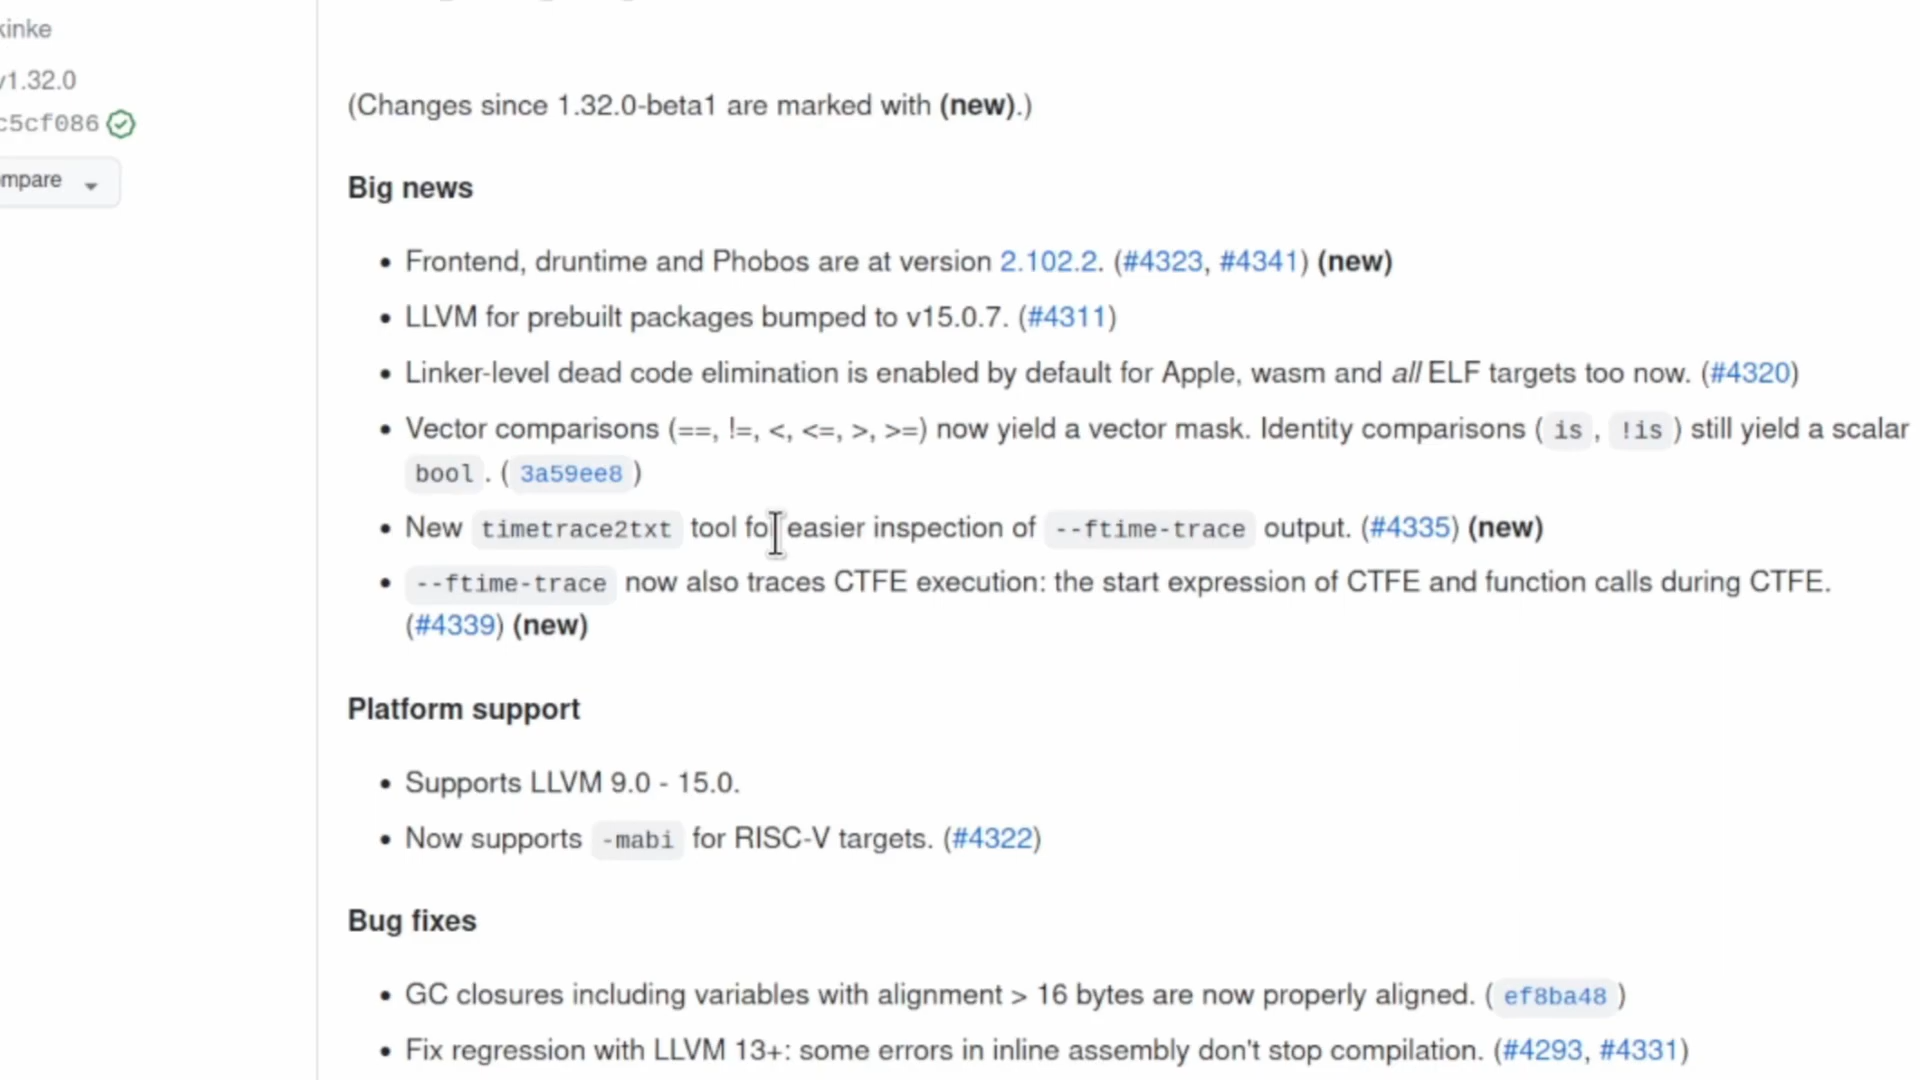 kinke
v1.32.0
c5cf086
mpare
(Changes since 1.32.0-beta1 are marked with (new).)
Big news
• Frontend, druntime and Phobos are at version 2.102.2. (#4323, #4341) (new)
• LLVM for prebuilt packages bumped to v15.0.7. (#4311)
• Linker-level dead code elimination is enabled by default for Apple, wasm and all ELF targets too now. (#4320)
• Vector comparisons (==, !=, <, <=, >, >=) now yield a vector mask. Identity comparisons ( is , !is ) still yield a scalar
bool . ( 3a59ee8 )
• New timetrace2txt tool for easier inspection of --ftime-trace output. (#4335) (new)
• --ftime-trace now also traces CTFE execution: the start expression of CTFE and function calls during CTFE.
(#4339) (new)
Platform support
• Supports LLVM 9.0 - 15.0.
• Now supports -mabi for RISC-V targets. (#4322)
Bug fixes
• GC closures including variables with alignment > 16 bytes are now properly aligned. ( ef8ba48 )
• Fix regression with LLVM 13+: some errors in inline assembly don't stop compilation. (#4293, #4331)